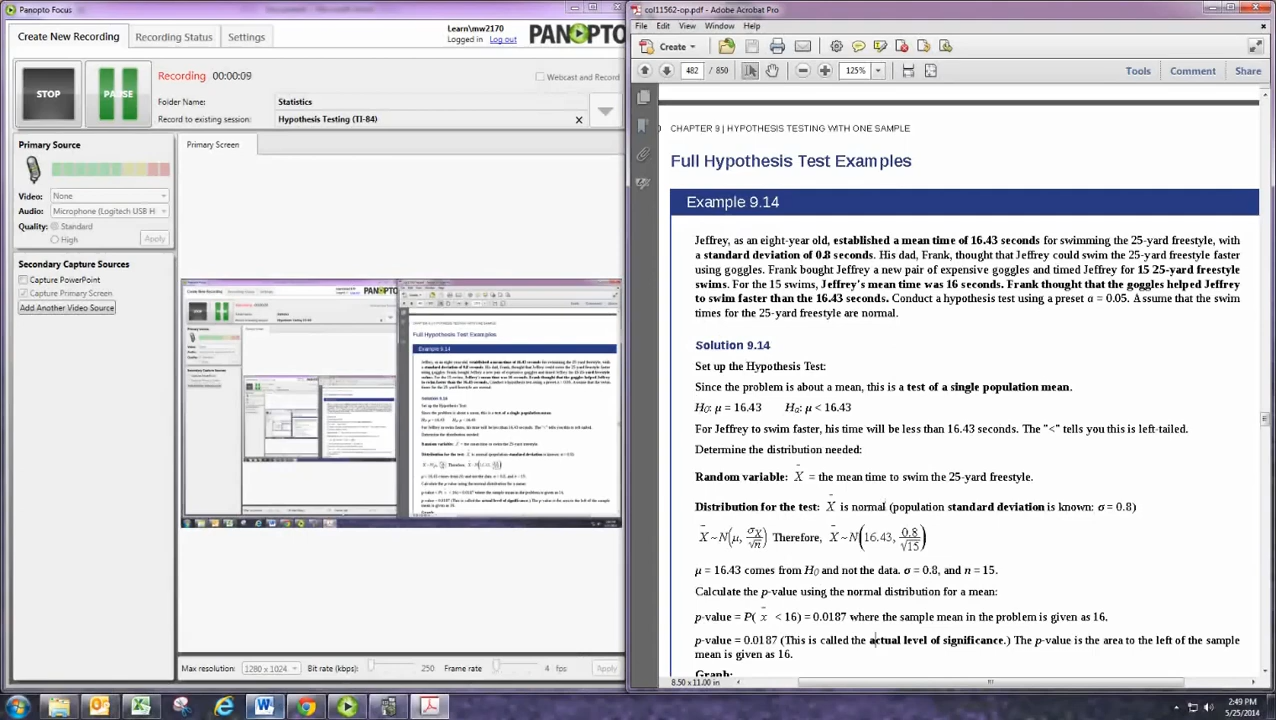 Panopto Focus
Create New Recording
Recording Status
Settings
Learn\mw2170
Logged in Log out
PANOPTO
STOP
PAUSE
Recording 00:00:09
Webcast and Record
Folder Name: Statistics
Record to existing session: Hypothesis Testing (TI-84)
Primary Source
Video: None
Audio: Microphone (Logitech USB H
Quality: Standard
High
Apply
Secondary Capture Sources
Capture PowerPoint
Capture Primary Screen
Add Another Video Source
Primary Screen
Max resolution: 1280 x 1024 Bit rate (kbps): 250 Frame rate 4 fps Apply
col11562-op.pdf - Adobe Acrobat Pro
File Edit View Window Help
Create
482 / 850 125%
Tools Comment Share
CHAPTER 9 | HYPOTHESIS TESTING WITH ONE SAMPLE
Full Hypothesis Test Examples
Example 9.14
Jeffrey, as an eight-year old, established a mean time of 16.43 seconds for swimming the 25-yard freestyle, with
a standard deviation of 0.8 seconds. His dad, Frank, thought that Jeffrey could swim the 25-yard freestyle faster
using goggles. Frank bought Jeffrey a new pair of expensive goggles and timed Jeffrey for 15 25-yard freestyle
swims. For the 15 swims, Jeffrey's mean time was 16 seconds. Frank thought that the goggles helped Jeffrey
to swim faster than the 16.43 seconds. Conduct a hypothesis test using a preset α = 0.05. Assume that the swim
times for the 25-yard freestyle are normal.
Solution 9.14
Set up the Hypothesis Test:
Since the problem is about a mean, this is a test of a single population mean.
H0: μ = 16.43 Ha: μ < 16.43
For Jeffrey to swim faster, his time will be less than 16.43 seconds. The "<" tells you this is left-tailed.
Determine the distribution needed:
Random variable: X̄ = the mean time to swim the 25-yard freestyle.
Distribution for the test: X̄ is normal (population standard deviation is known: σ = 0.8)
X̄ ~ N(μ, σX/√n) Therefore, X̄ ~ N(16.43, 0.8/√15)
μ = 16.43 comes from H0 and not the data. σ = 0.8, and n = 15.
Calculate the p-value using the normal distribution for a mean:
p-value = P( x̄ < 16) = 0.0187 where the sample mean in the problem is given as 16.
p-value = 0.0187 (This is called the actual level of significance.) The p-value is the area to the left of the sample
mean is given as 16.
Graph:
8.50 x 11.00 in
2:49 PM
5/25/2014